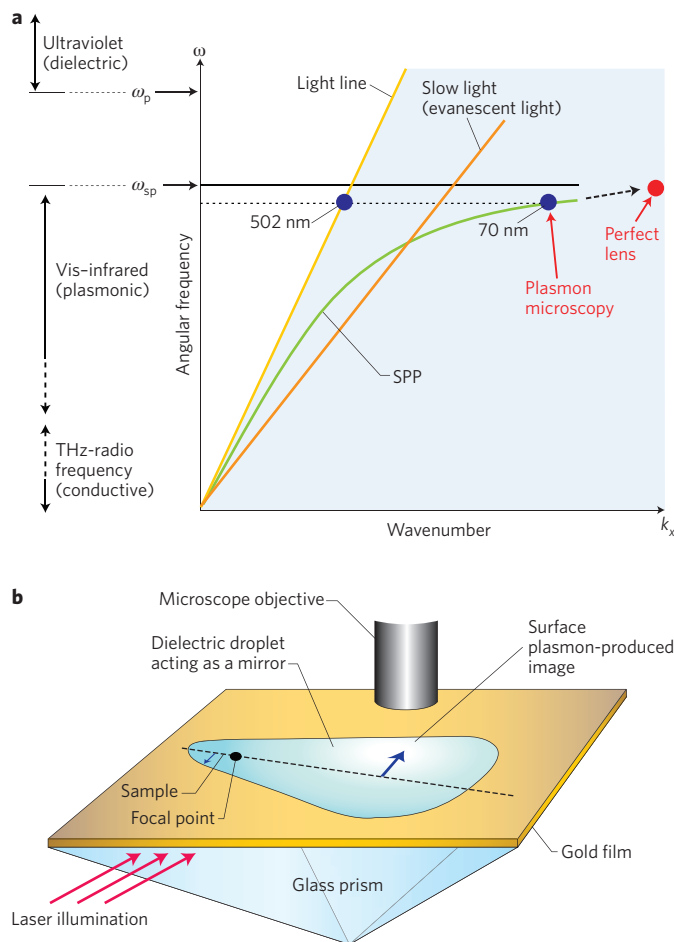 a
Ultraviolet
(dielectric)
ω
Light line
Slow light
(evanescent light)
ωp
ωsp
502 nm
70 nm
Perfect
lens
Vis–infrared
(plasmonic)
Plasmon
microscopy
Angular frequency
SPP
THz-radio
frequency
(conductive)
Wavenumber
kx
b
Microscope objective
Surface
plasmon-produced
image
Dielectric droplet
acting as a mirror
Sample
Focal point
Gold film
Glass prism
Laser illumination